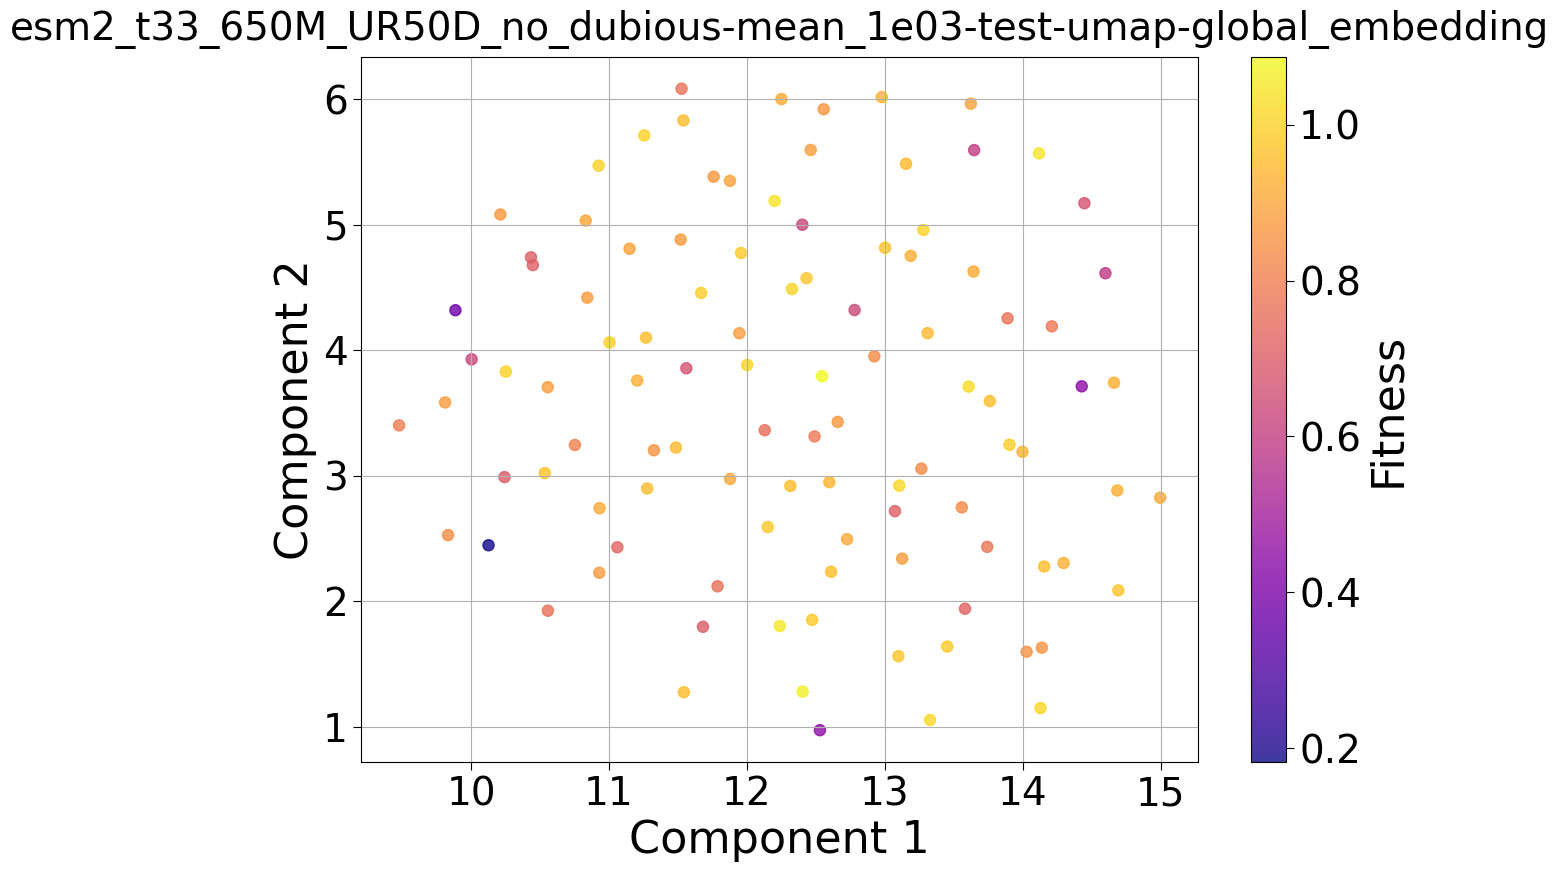 esm2_t33_650M_UR50D_no_dubious-mean_1e03-test-umap-global_embedding
6
5
4
3
2
1
Component 2
10 11 12 13 14 15
Component 1
1.0
0.8
0.6
0.4
0.2
Fitness